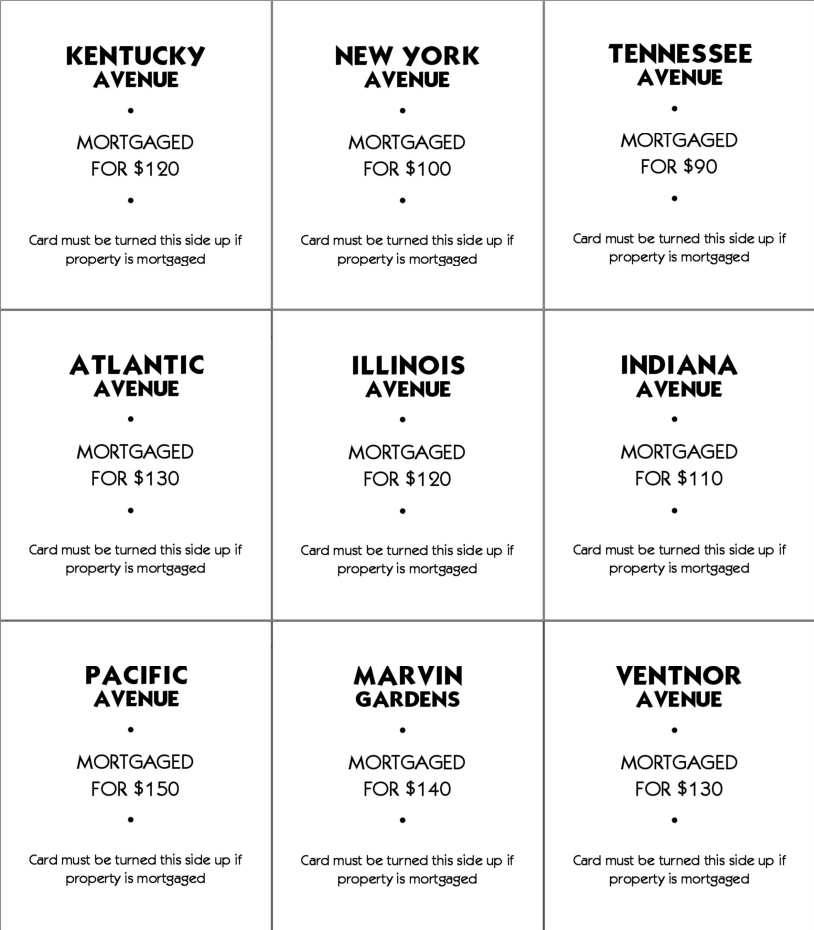 KENTUCKY
AVENUE
•
MORTGAGED
FOR $120
•
Card must be turned this side up if
property is mortgaged
NEW YORK
AVENUE
•
MORTGAGED
FOR $100
•
Card must be turned this side up if
property is mortgaged
TENNESSEE
AVENUE
•
MORTGAGED
FOR $90
•
Card must be turned this side up if
property is mortgaged
ATLANTIC
AVENUE
•
MORTGAGED
FOR $130
•
Card must be turned this side up if
property is mortgaged
ILLINOIS
AVENUE
•
MORTGAGED
FOR $120
•
Card must be turned this side up if
property is mortgaged
INDIANA
AVENUE
•
MORTGAGED
FOR $110
•
Card must be turned this side up if
property is mortgaged
PACIFIC
AVENUE
•
MORTGAGED
FOR $150
•
Card must be turned this side up if
property is mortgaged
MARVIN
GARDENS
•
MORTGAGED
FOR $140
•
Card must be turned this side up if
property is mortgaged
VENTNOR
AVENUE
•
MORTGAGED
FOR $130
•
Card must be turned this side up if
property is mortgaged